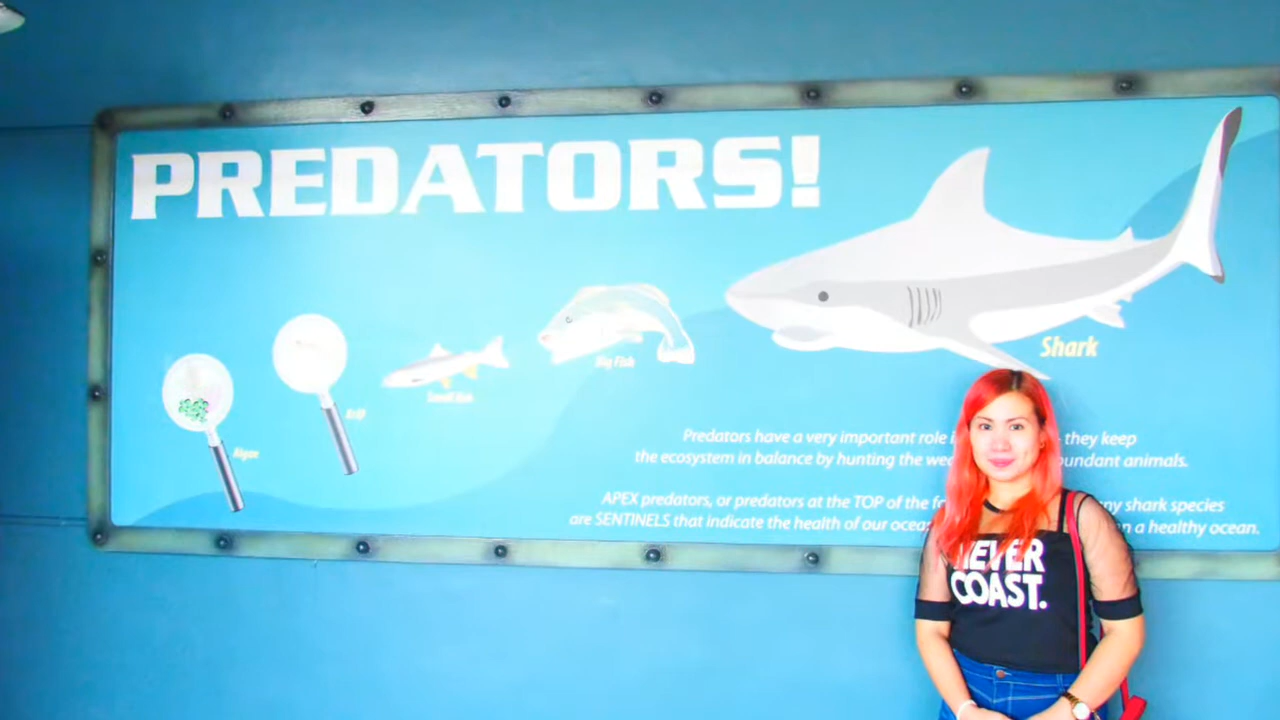 PREDATORS!
Shark
Big Fish
Small fish
Krill
Algae
Predators have a very important role they keep
the ecosystem in balance by hunting the abundant animals.
APEX predators, or predators at the TOP of the shark species
are SENTINELS that indicate the health of our a healthy ocean.
NEVER
COAST.